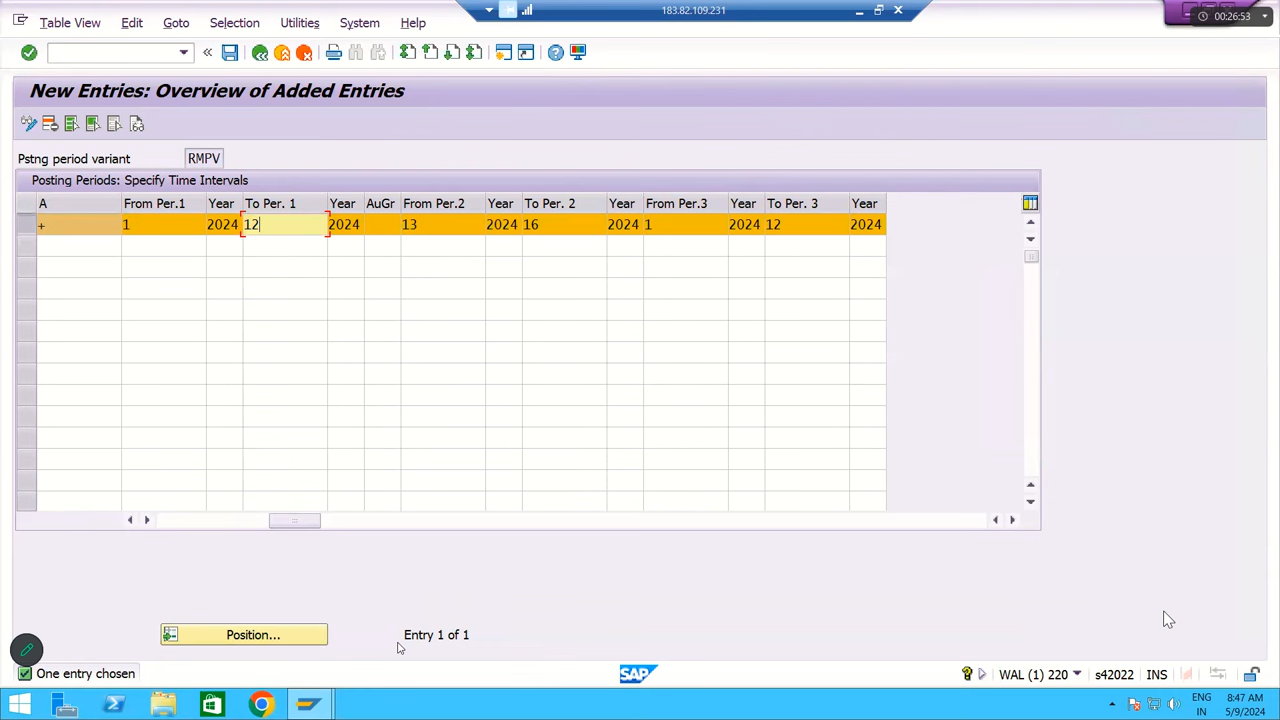 183.82.109.231
00:26:53
Table View Edit Goto Selection Utilities System Help
New Entries: Overview of Added Entries
Pstng period variant RMPV
Posting Periods: Specify Time Intervals
A From Per.1 Year To Per. 1 Year AuGr From Per.2 Year To Per. 2 Year From Per.3 Year To Per. 3 Year
+ 1 2024 12 2024 13 2024 16 2024 1 2024 12 2024
Position... Entry 1 of 1
One entry chosen SAP WAL (1) 220 s42022 INS
ENG 8:47 AM
IN 5/9/2024